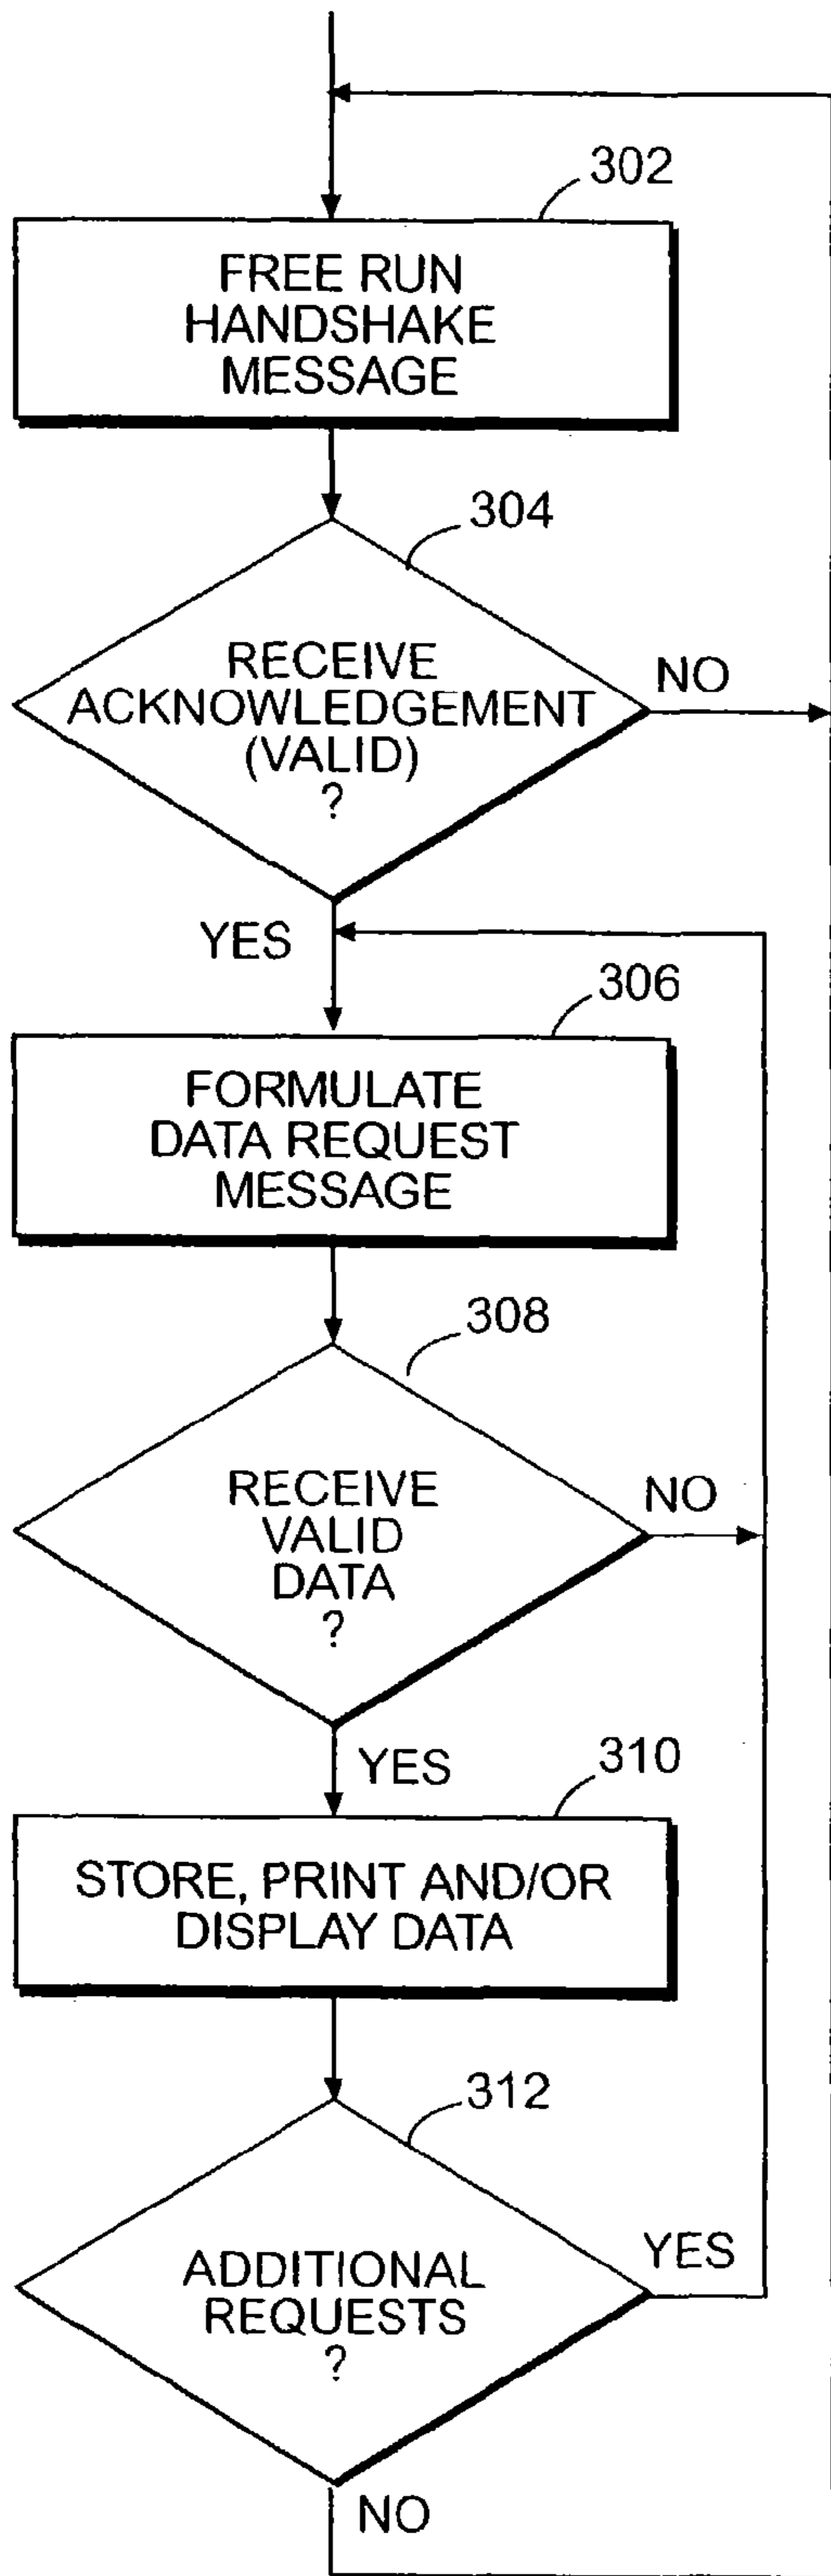 302
FREE RUN
HANDSHAKE
MESSAGE
304
RECEIVE
ACKNOWLEDGEMENT
(VALID)
?
NO
YES
306
FORMULATE
DATA REQUEST
MESSAGE
308
RECEIVE
VALID
DATA
?
NO
YES
310
STORE, PRINT AND/OR
DISPLAY DATA
312
ADDITIONAL
REQUESTS
?
YES
NO